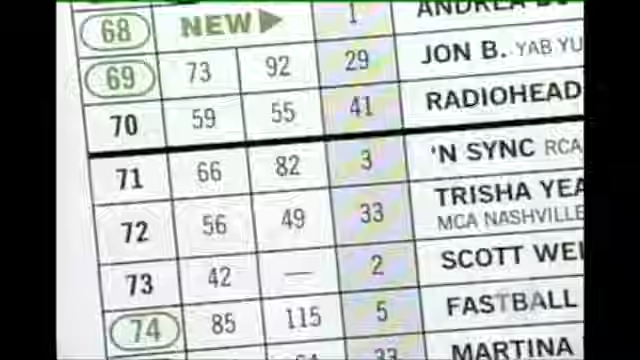 68 NEW ▶ 1 ANDREA
69 73 92 29 JON B. YAB YU
70 59 55 41 RADIOHEAD
71 66 82 3 'N SYNC RCA
72 56 49 33 TRISHA YEA
MCA NASHVILLE
73 42 — 2 SCOTT WEI
74 85 115 5 FASTBALL
33 MARTINA